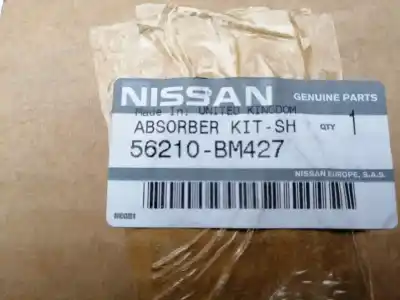 NISSAN GENUINE PARTS
Made in: UNITED KINGDOM
ABSORBER KIT-SH QTY 1
56210-BM427
NISSAN EUROPE, S.A.S.